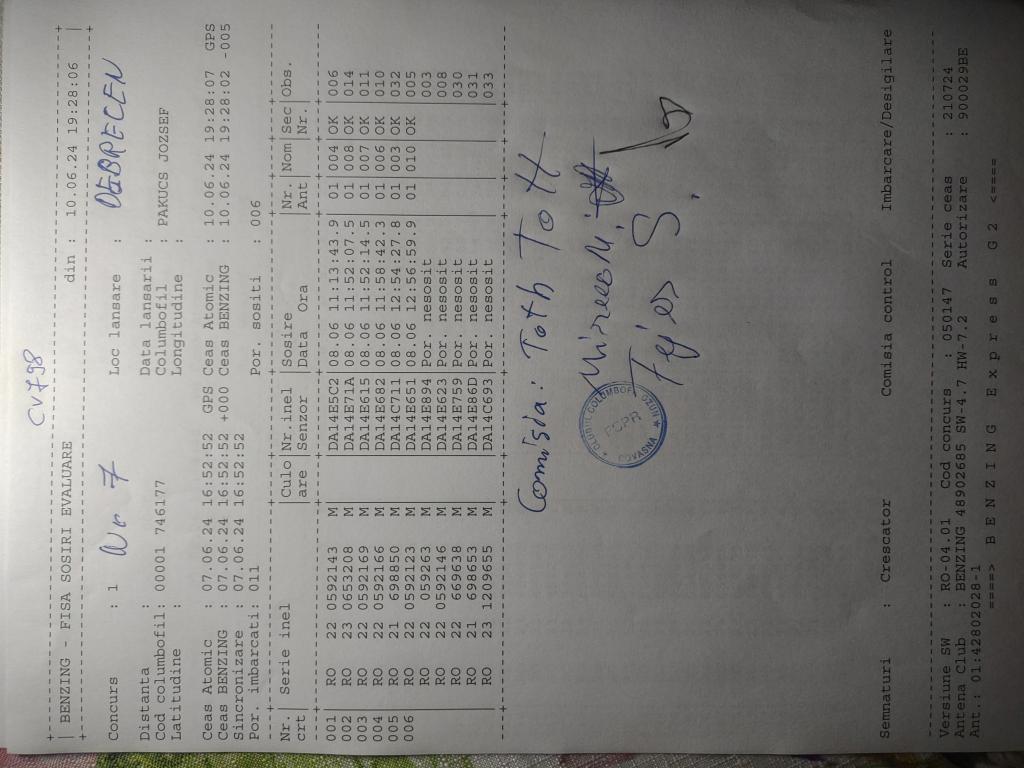 CV798
| BENZING - FISA SOSIRI EVALUARE din : 10.06.24 19:28:06 |
Concurs : 1 Nr 7 Loc lansare : DEBRECEN
Distanta : Data lansarii :
Cod columbofil: 00001 746177 Columbofil : PAKUCS JOZSEF
Latitudine : Longitudine :
Ceas Atomic : 07.06.24 16:52:52 GPS Ceas Atomic : 10.06.24 19:28:07 GPS
Ceas BENZING : 07.06.24 16:52:52 +000 Ceas BENZING : 10.06.24 19:28:02 -005
Sincronizare : 07.06.24 16:52:52
Por. imbarcati: 011 Por. sositi : 006
Nr. | Serie inel | Culo | Nr.inel | Sosire | Nr. | Nom | Sec | Obs.
crt | are | Senzor | Data Ora | Ant | Nr. |
001 | RO 22 0592143 M | DA14E5C2 | 08.06 11:13:43.9 | 01 | 004 | OK | 006
002 | RO 23 0653208 M | DA14E71A | 08.06 11:52:07.5 | 01 | 008 | OK | 014
003 | RO 22 0592169 M | DA14E615 | 08.06 11:52:14.5 | 01 | 007 | OK | 011
004 | RO 22 0592166 M | DA14E682 | 08.06 11:58:42.3 | 01 | 006 | OK | 010
005 | RO 21 698850 M | DA14C711 | 08.06 12:54:27.8 | 01 | 003 | OK | 032
006 | RO 22 0592123 M | DA14E651 | 08.06 12:56:59.9 | 01 | 010 | OK | 005
| RO 22 059263 M | DA14E894 | Por nesosit | 003
| RO 22 0592146 M | DA14E623 | Por nesosit | 008
| RO 22 669638 M | DA14E759 | Por nesosit | 030
| RO 21 698653 M | DA14E86D | Por nesosit | 031
| RO 23 1209655 M | DA14C693 | Por. nesosit | 033
Comisia: Toth Tott
CLUBUL COLUMBOFIL OZUN
FCPR
COVASNA
Fejes S.
Semnaturi : Crescator Comisia control Imbarcare/Desigilare
Versiune SW : RO-04.01 Cod concurs : 050147 Serie ceas : 210724
Antena Club : BENZING 48902685 SW-4.7 HW-7.2 Autorizare : 900029BE
Ant.: 01:42802028-1
====> B E N Z I N G E x p r e s s G 2 <====